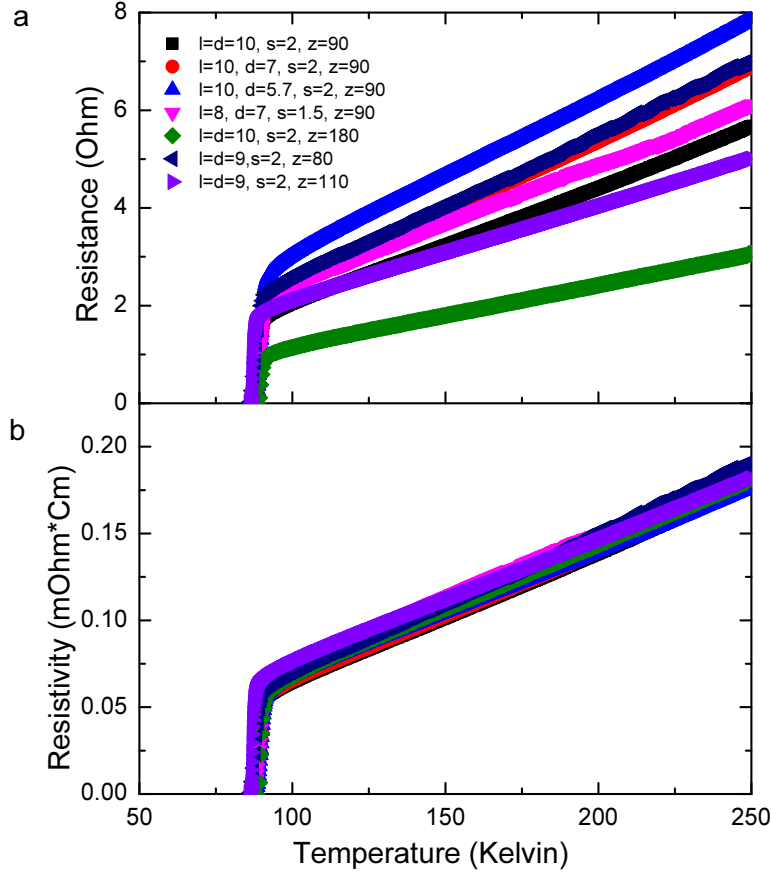 a
8
6
4
2
0
Resistance (Ohm)
l=d=10, s=2, z=90
l=10, d=7, s=2, z=90
l=10, d=5.7, s=2, z=90
l=8, d=7, s=1.5, z=90
l=d=10, s=2, z=180
l=d=9,s=2, z=80
l=d=9, s=2, z=110
b
0.20
0.15
0.10
0.05
0.00
Resistivity (mOhm*Cm)
50 100 150 200 250
Temperature (Kelvin)